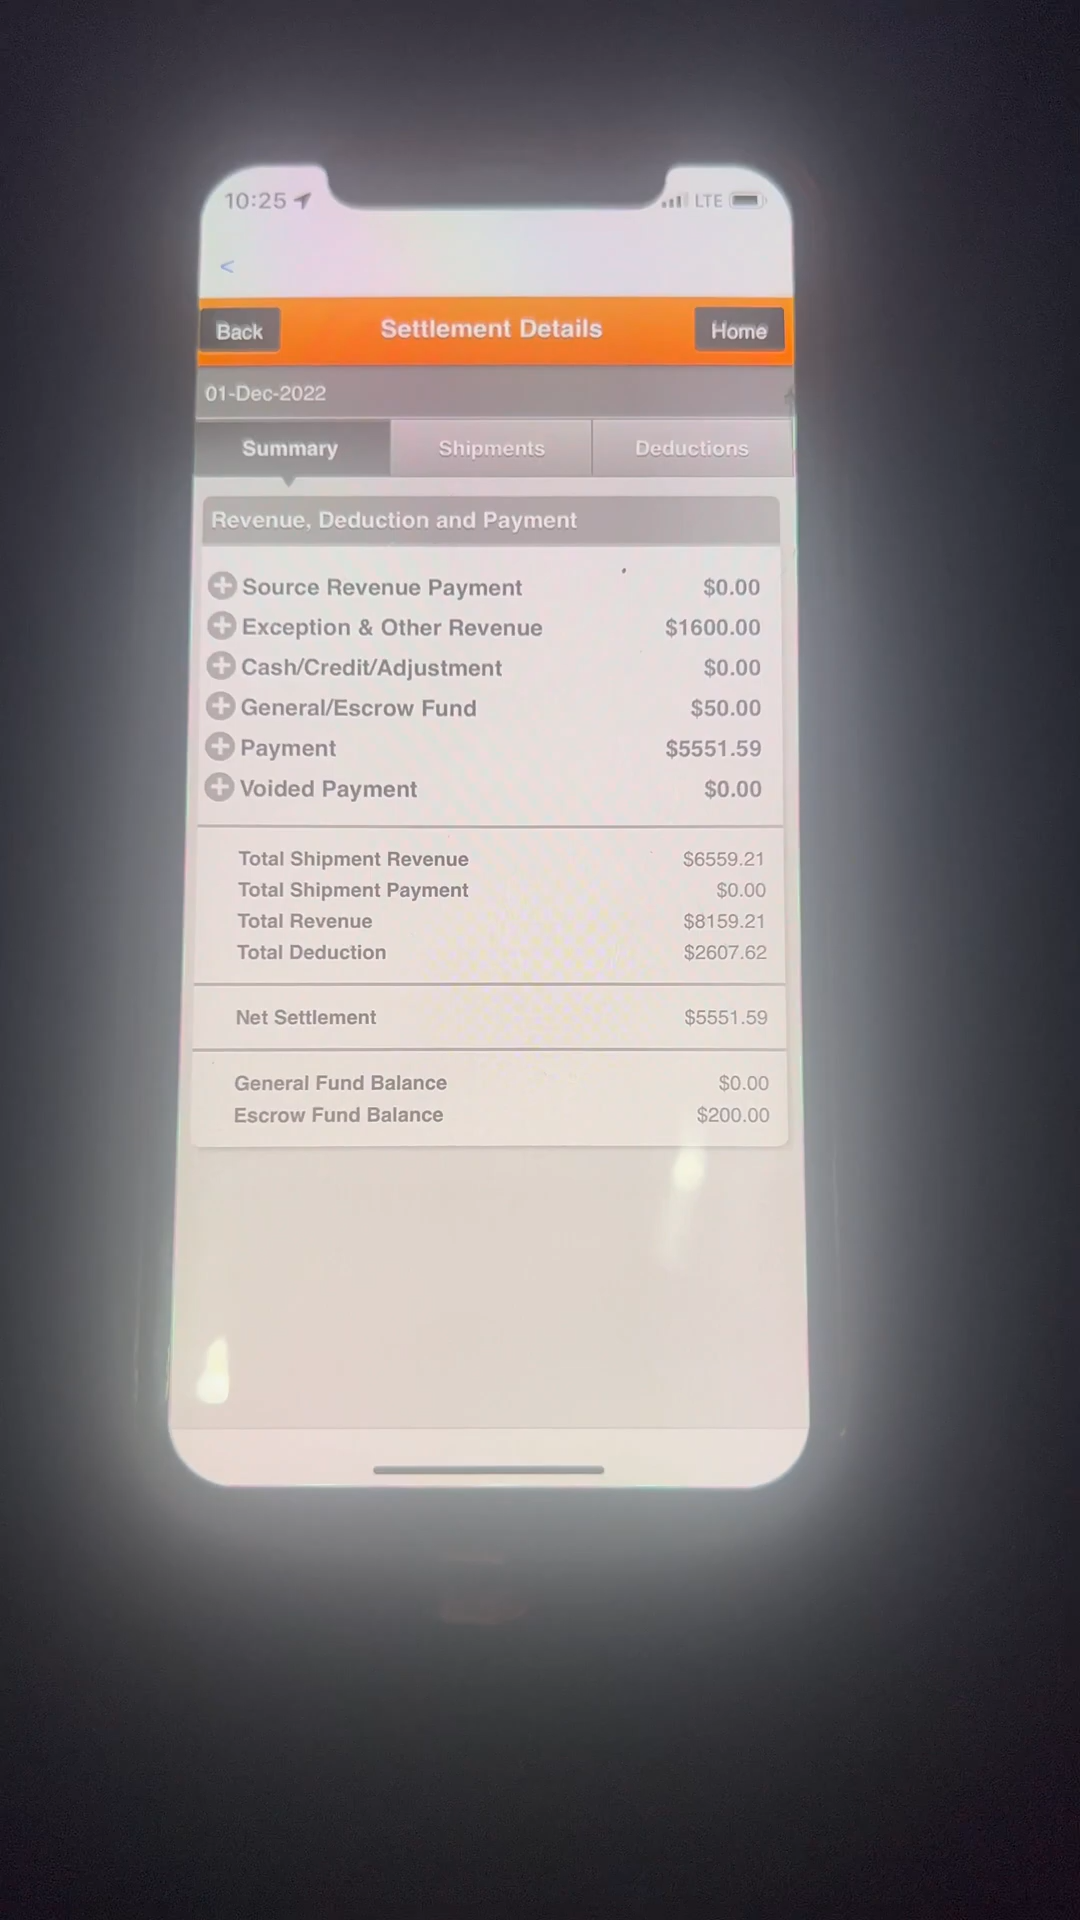 10:25 LTE
<
Back Settlement Details Home
01-Dec-2022
Summary Shipments Deductions
Revenue, Deduction and Payment
Source Revenue Payment $0.00
Exception & Other Revenue $1600.00
Cash/Credit/Adjustment $0.00
General/Escrow Fund $50.00
Payment $5551.59
Voided Payment $0.00
Total Shipment Revenue $6559.21
Total Shipment Payment $0.00
Total Revenue $8159.21
Total Deduction $2607.62
Net Settlement $5551.59
General Fund Balance $0.00
Escrow Fund Balance $200.00